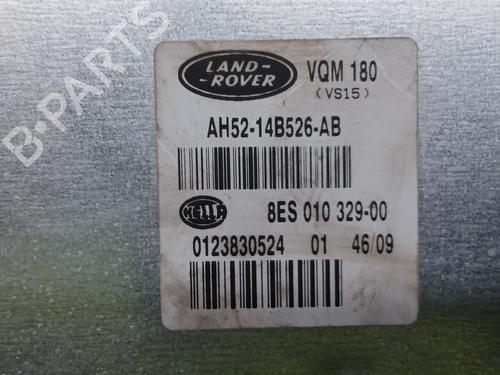 B-PARTS
LAND-
-ROVER
VQM 180
(VS15)
AH52-14B526-AB
HELLA
8ES 010 329-00
0123830524 01 46/09